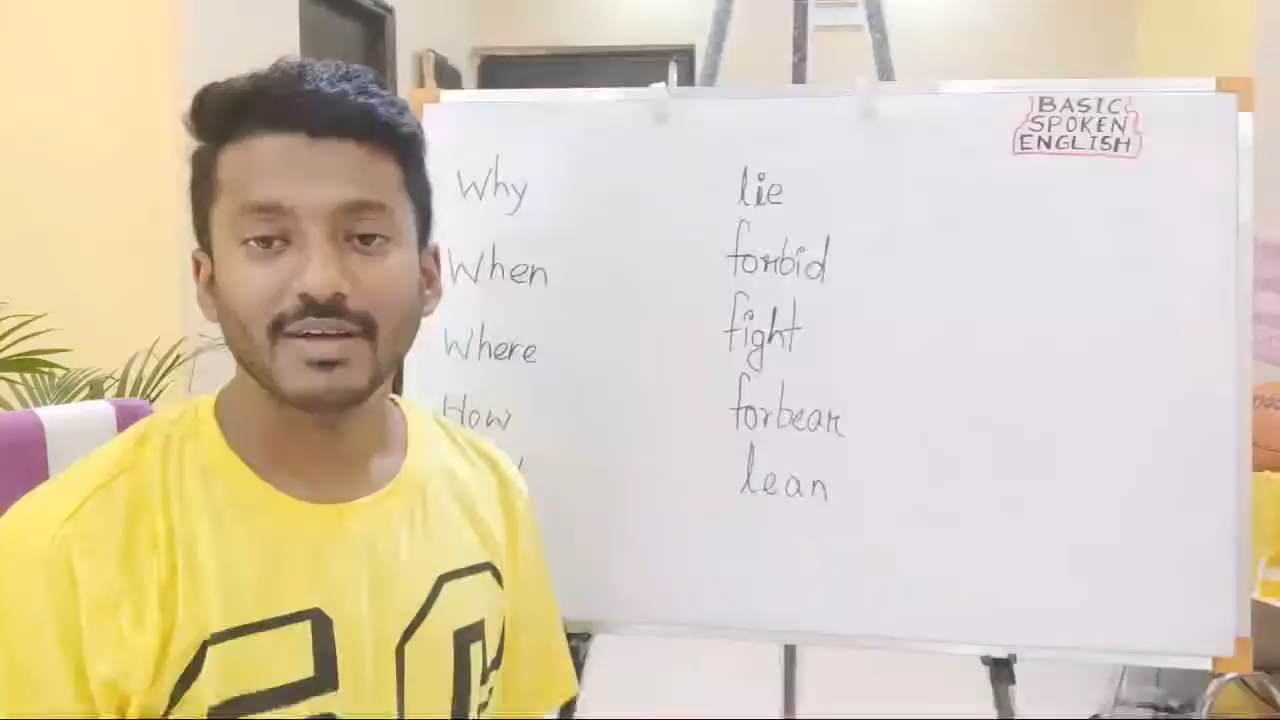 BASIC
SPOKEN
ENGLISH
Why lie
When forbid
Where fight
How forbear
lean